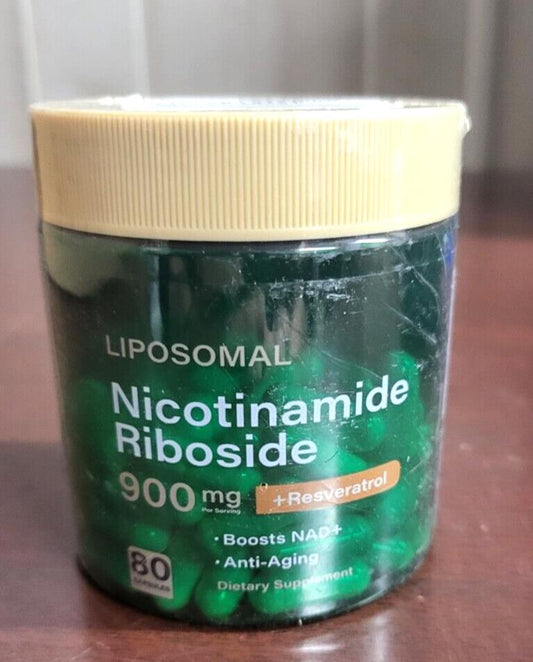 LIPOSOMAL
Nicotinamide
Riboside
900 mg
Per Serving
+Resveratrol
• Boosts NAD+
• Anti-Aging
80
CAPSULES
Dietary Supplement